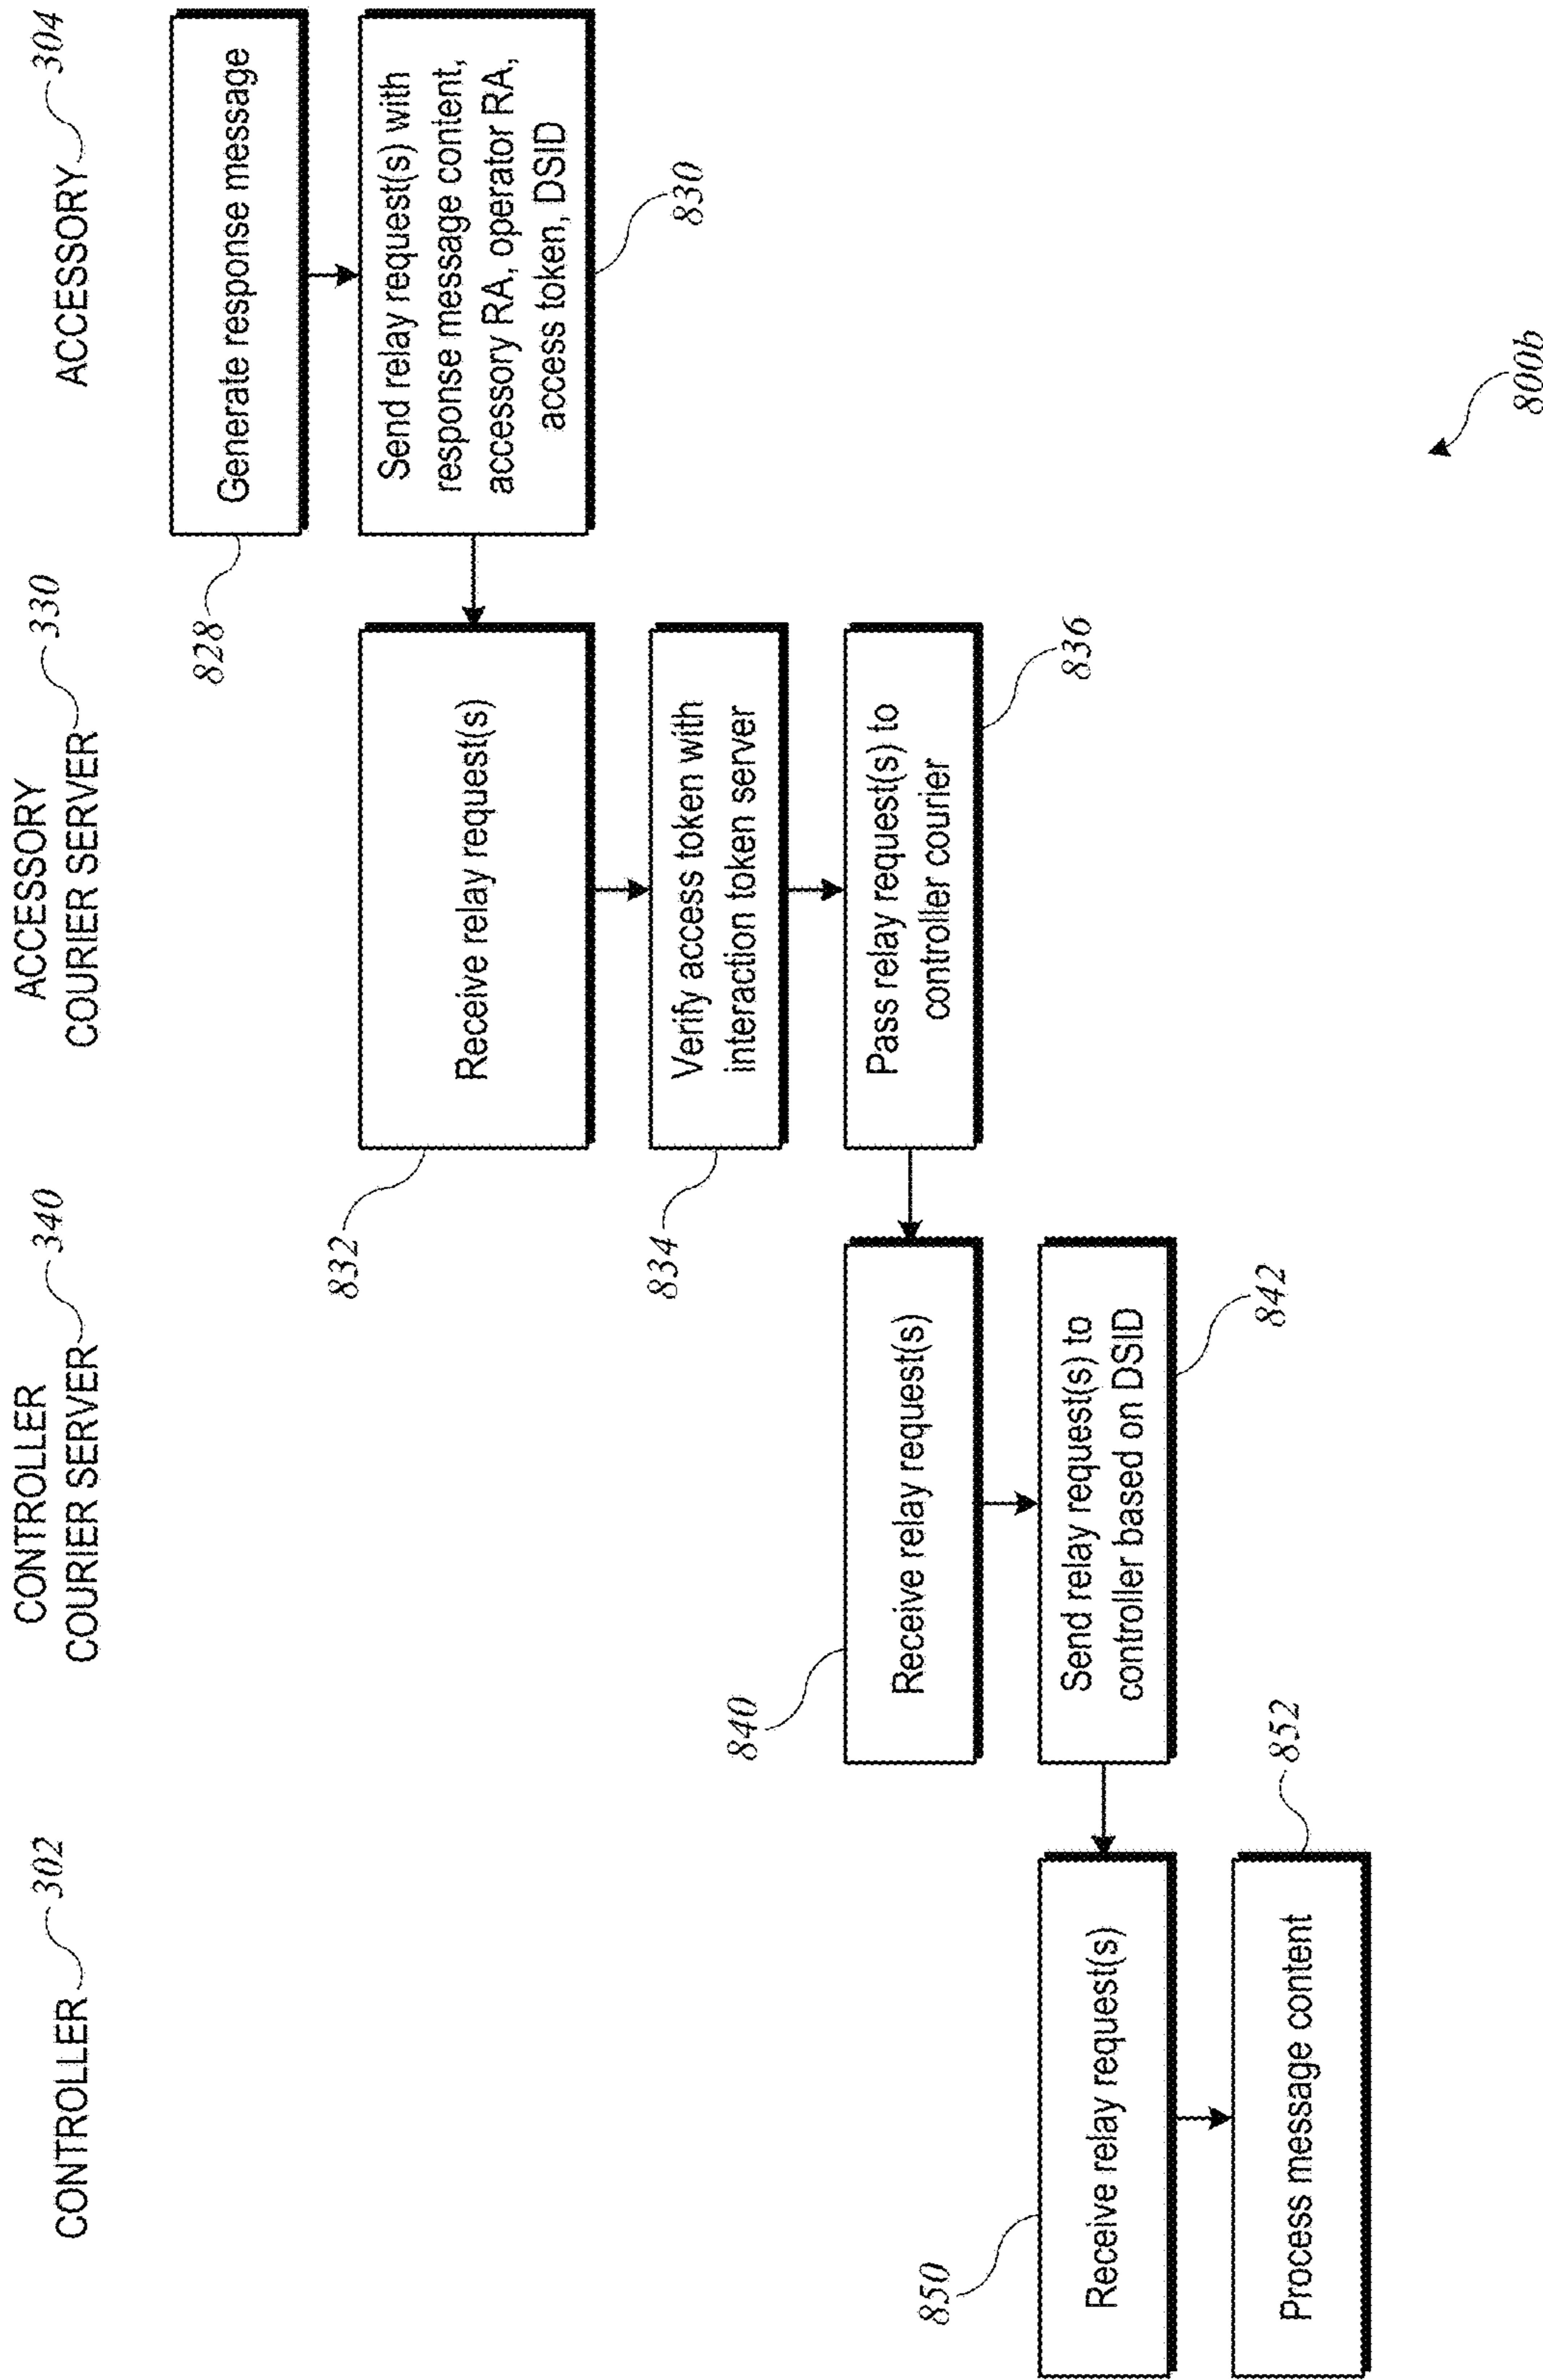 CONTROLLER 302
CONTROLLER
COURIER SERVER 340
ACCESSORY
COURIER SERVER 330
ACCESSORY 304
828
Generate response message
Send relay request(s) with
response message content,
accessory RA, operator RA,
access token, DSID
830
832
Receive relay request(s)
834
Verify access token with
interaction token server
Pass relay request(s) to
controller courier
836
840
Receive relay request(s)
Send relay request(s) to
controller based on DSID
842
850
Receive relay request(s)
Process message content
852
800b